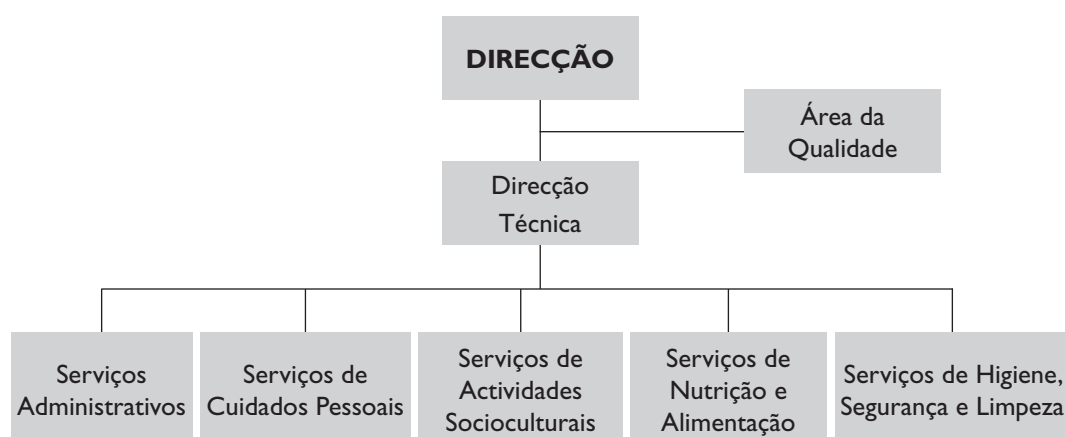 DIRECÇÃO
Área da
Qualidade
Direcção
Técnica
Serviços
Administrativos
Serviços de
Cuidados Pessoais
Serviços de
Actividades
Socioculturais
Serviços de
Nutrição e
Alimentação
Serviços de Higiene,
Segurança e Limpeza